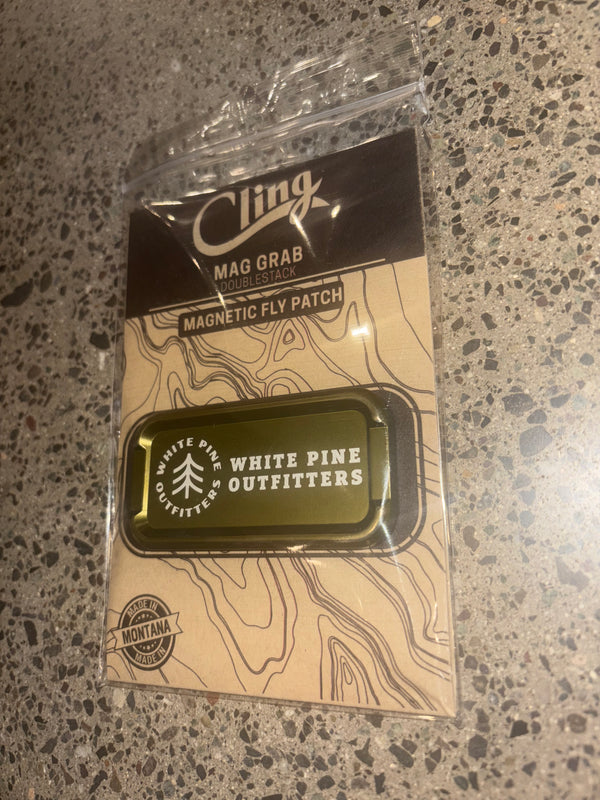 Cling
MAG GRAB
& DOUBLESTACK
MAGNETIC FLY PATCH
WHITE PINE
OUTFITTERS
WHITE PINE
OUTFITTERS
MADE IN
MONTANA
MADE IN